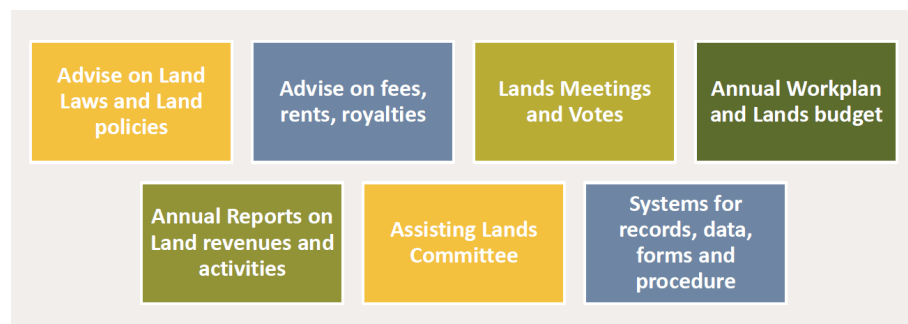 Advise on Land
Laws and Land
policies
Advise on fees,
rents, royalties
Lands Meetings
and Votes
Annual Workplan
and Lands budget
Annual Reports on
Land revenues and
activities
Assisting Lands
Committee
Systems for
records, data,
forms and
procedure